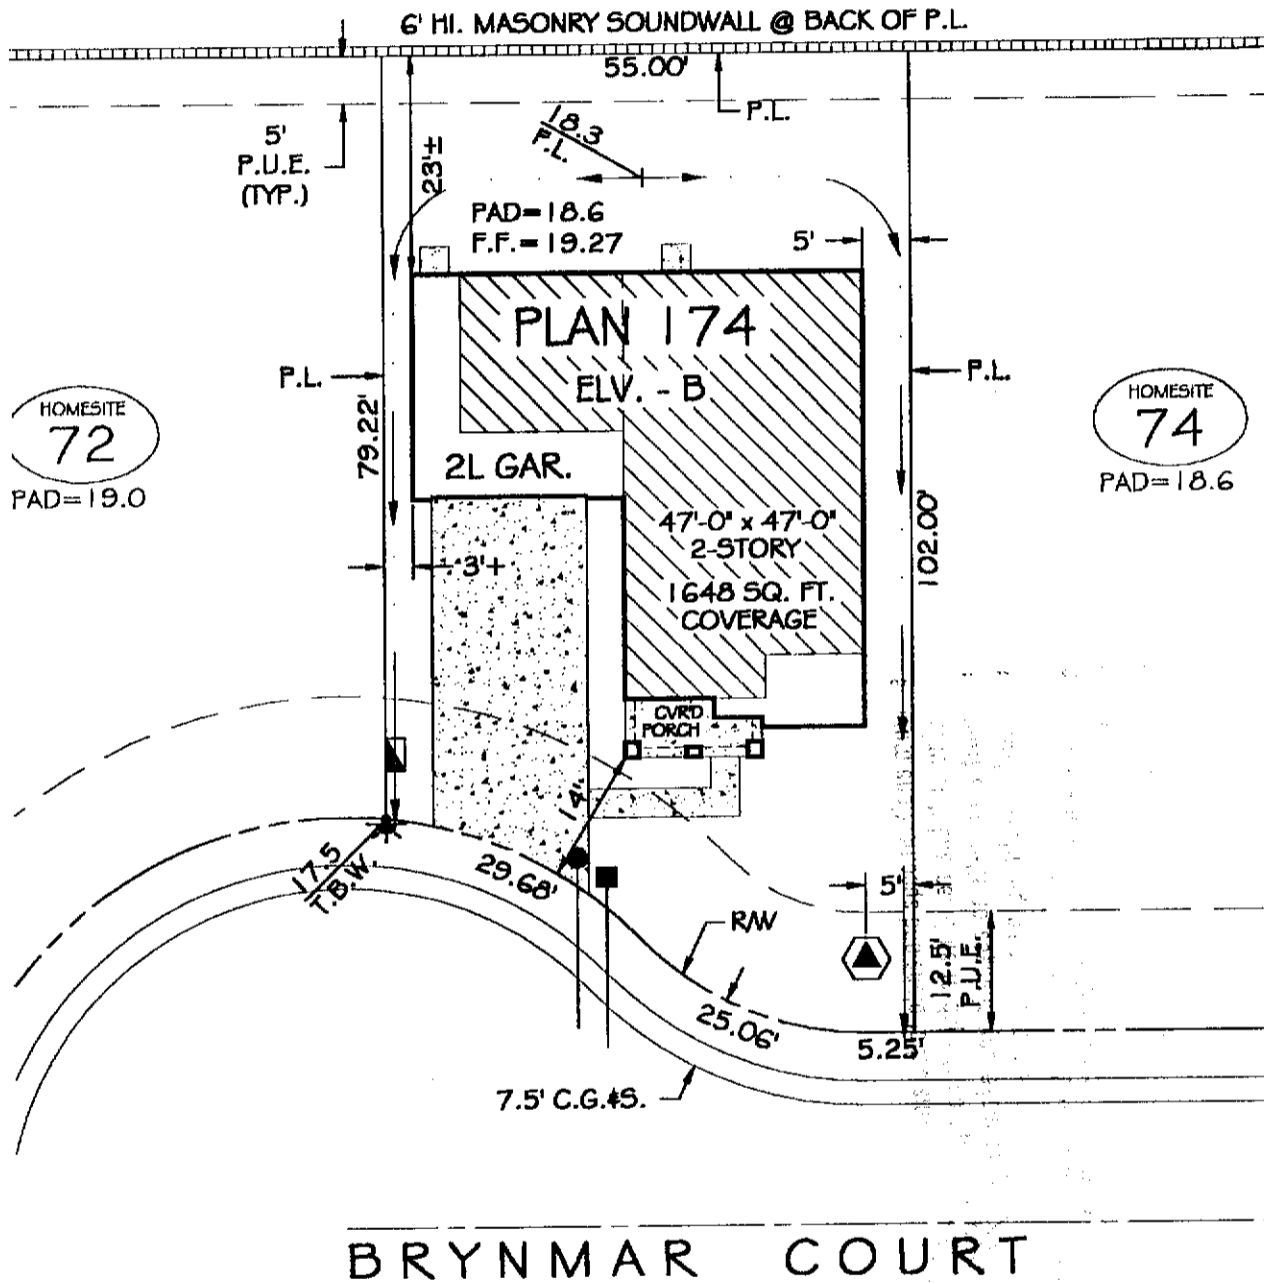 6' HI. MASONRY SOUNDWALL @ BACK OF P.L.
55.00'
P.L.
5'
P.U.E.
(TYP.)
23'±
18.3
F.L.
PAD=18.6
F.F.=19.27
5'
PLAN 174
ELV. - B
P.L.
P.L.
HOMESITE
72
PAD=19.0
79.22'
HOMESITE
74
PAD=18.6
2L GAR.
47'-0" x 47'-0"
2-STORY
1648 SQ. FT.
COVERAGE
102.00'
3'±
CVR'D
PORCH
14'
17.5
T.B.W.
29.68'
5'
R/W
12.5'
P.U.E.
25.06'
5.25'
7.5' C.G.&S.
BRYNMAR COURT